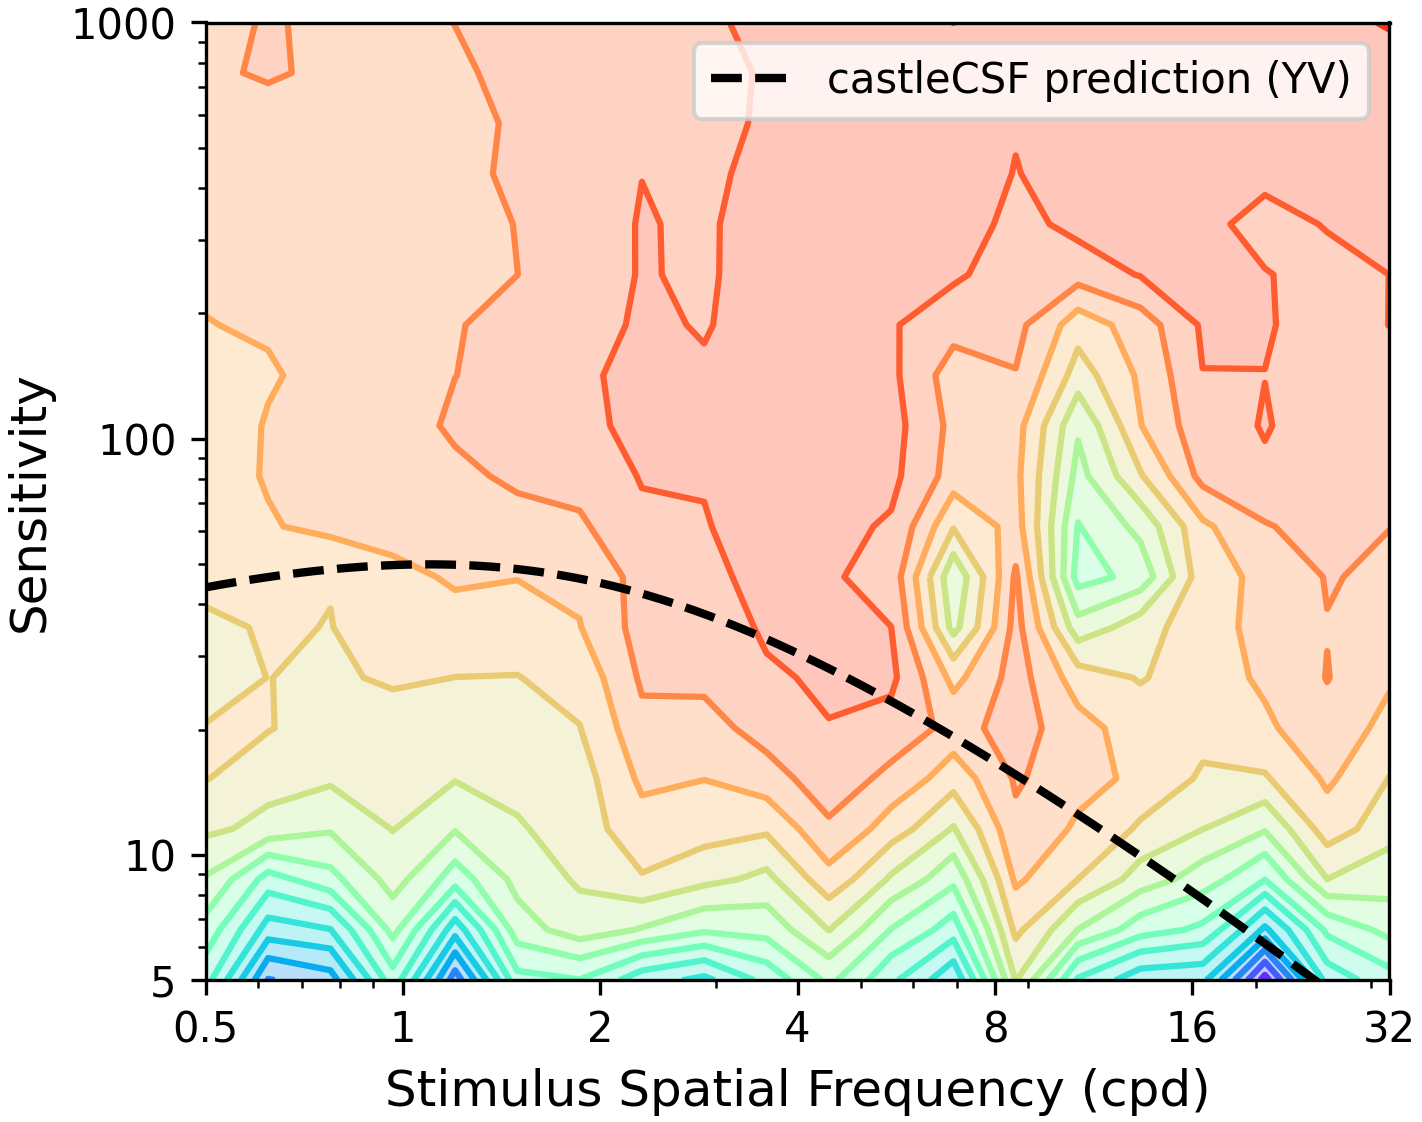 1000
100
10
5
Sensitivity
castleCSF prediction (YV)
0.5 1 2 4 8 16 32
Stimulus Spatial Frequency (cpd)